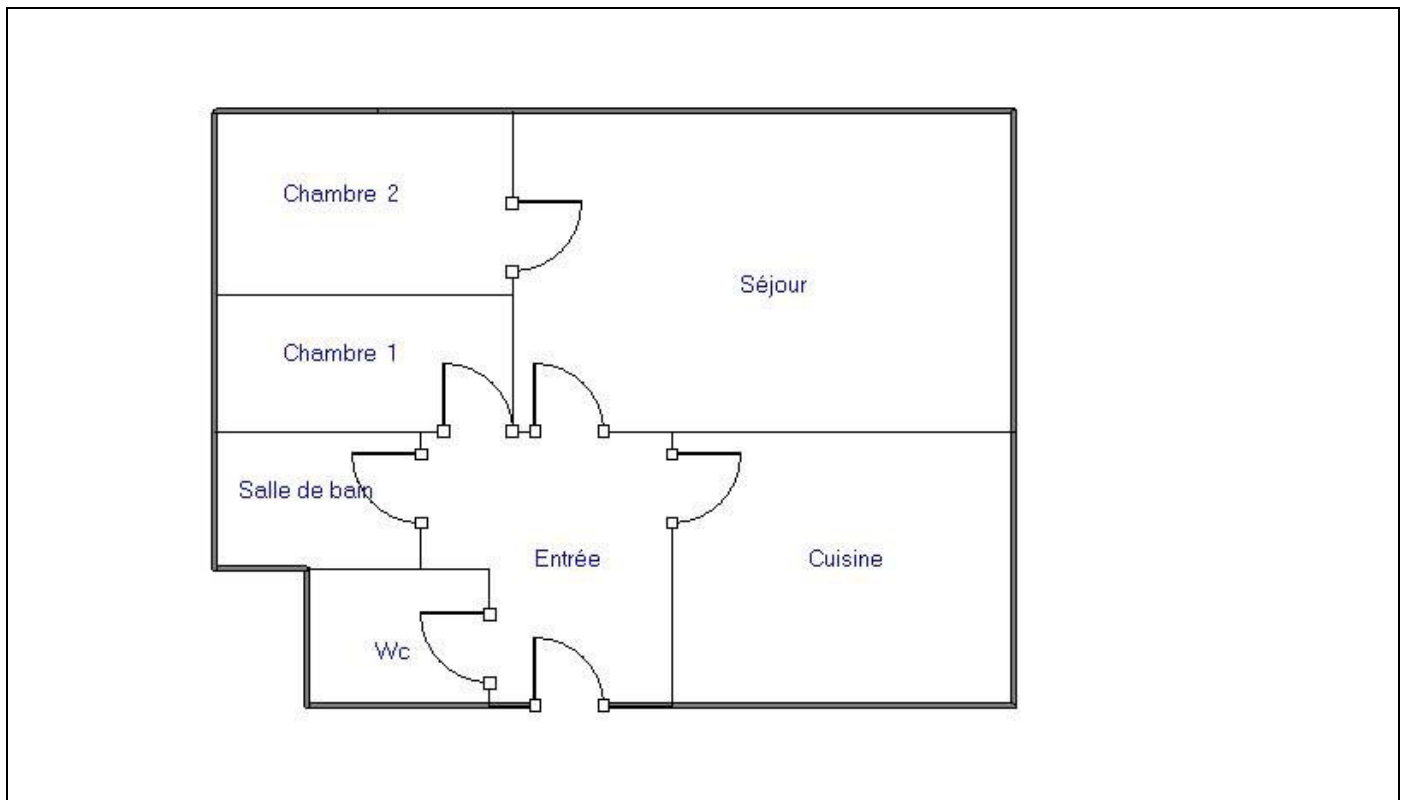 Chambre 2
Séjour
Chambre 1
Salle de bain
Entrée
Cuisine
Wc